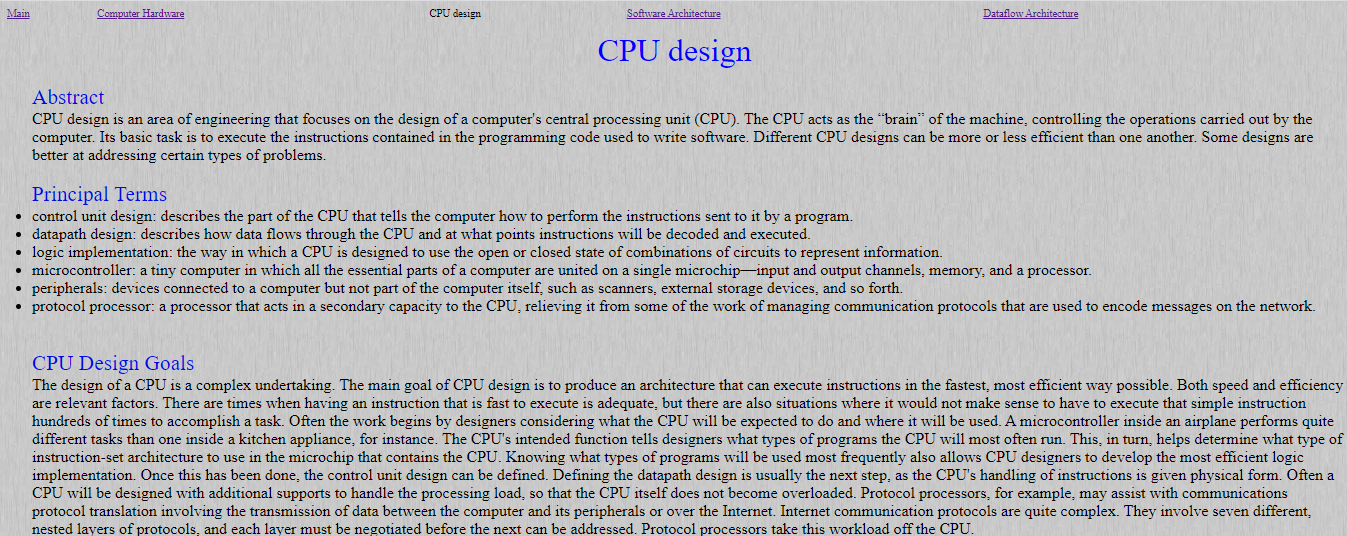 Main Computer Hardware CPU design Software Architecture Dataflow Architecture
CPU design
Abstract
CPU design is an area of engineering that focuses on the design of a computer's central processing unit (CPU). The CPU acts as the “brain” of the machine, controlling the operations carried out by the
computer. Its basic task is to execute the instructions contained in the programming code used to write software. Different CPU designs can be more or less efficient than one another. Some designs are
better at addressing certain types of problems.
Principal Terms
• control unit design: describes the part of the CPU that tells the computer how to perform the instructions sent to it by a program.
• datapath design: describes how data flows through the CPU and at what points instructions will be decoded and executed.
• logic implementation: the way in which a CPU is designed to use the open or closed state of combinations of circuits to represent information.
• microcontroller: a tiny computer in which all the essential parts of a computer are united on a single microchip—input and output channels, memory, and a processor.
• peripherals: devices connected to a computer but not part of the computer itself, such as scanners, external storage devices, and so forth.
• protocol processor: a processor that acts in a secondary capacity to the CPU, relieving it from some of the work of managing communication protocols that are used to encode messages on the network.
CPU Design Goals
The design of a CPU is a complex undertaking. The main goal of CPU design is to produce an architecture that can execute instructions in the fastest, most efficient way possible. Both speed and efficiency
are relevant factors. There are times when having an instruction that is fast to execute is adequate, but there are also situations where it would not make sense to have to execute that simple instruction
hundreds of times to accomplish a task. Often the work begins by designers considering what the CPU will be expected to do and where it will be used. A microcontroller inside an airplane performs quite
different tasks than one inside a kitchen appliance, for instance. The CPU's intended function tells designers what types of programs the CPU will most often run. This, in turn, helps determine what type of
instruction-set architecture to use in the microchip that contains the CPU. Knowing what types of programs will be used most frequently also allows CPU designers to develop the most efficient logic
implementation. Once this has been done, the control unit design can be defined. Defining the datapath design is usually the next step, as the CPU's handling of instructions is given physical form. Often a
CPU will be designed with additional supports to handle the processing load, so that the CPU itself does not become overloaded. Protocol processors, for example, may assist with communications
protocol translation involving the transmission of data between the computer and its peripherals or over the Internet. Internet communication protocols are quite complex. They involve seven different,
nested layers of protocols, and each layer must be negotiated before the next can be addressed. Protocol processors take this workload off the CPU.